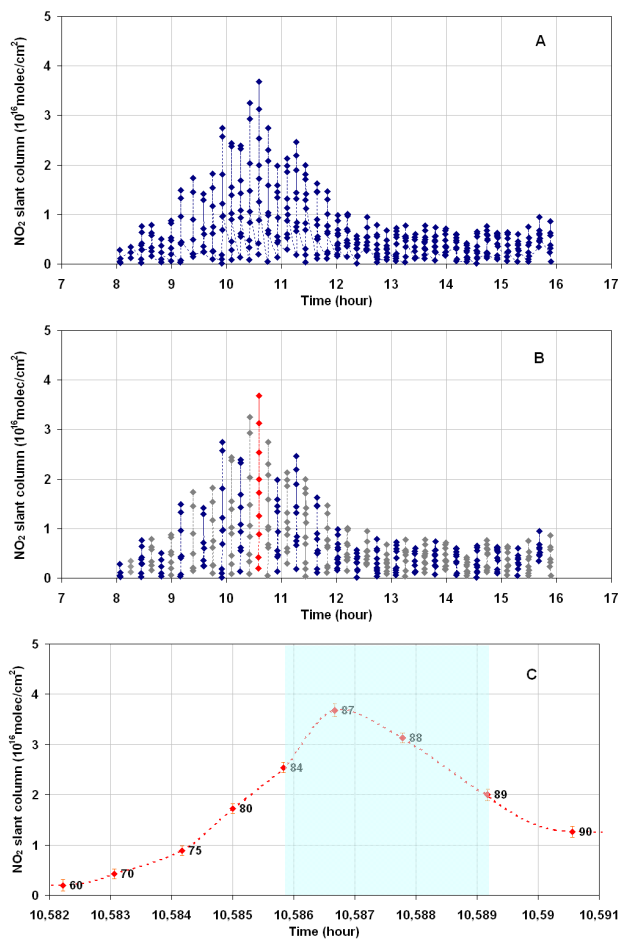 5
A
4
3
2
1
0
NO₂ slant column (10¹⁶molec/cm²)
7 8 9 10 11 12 13 14 15 16 17
Time (hour)
5
B
4
3
2
1
0
NO₂ slant column (10¹⁶molec/cm²)
7 8 9 10 11 12 13 14 15 16 17
Time (hour)
5
C
4
87
3
88
84
2
89
80
1
90
75
70
60
0
NO₂ slant column (10¹⁶molec/cm²)
10,582 10,583 10,584 10,585 10,586 10,587 10,588 10,589 10,59 10,591
Time (hour)